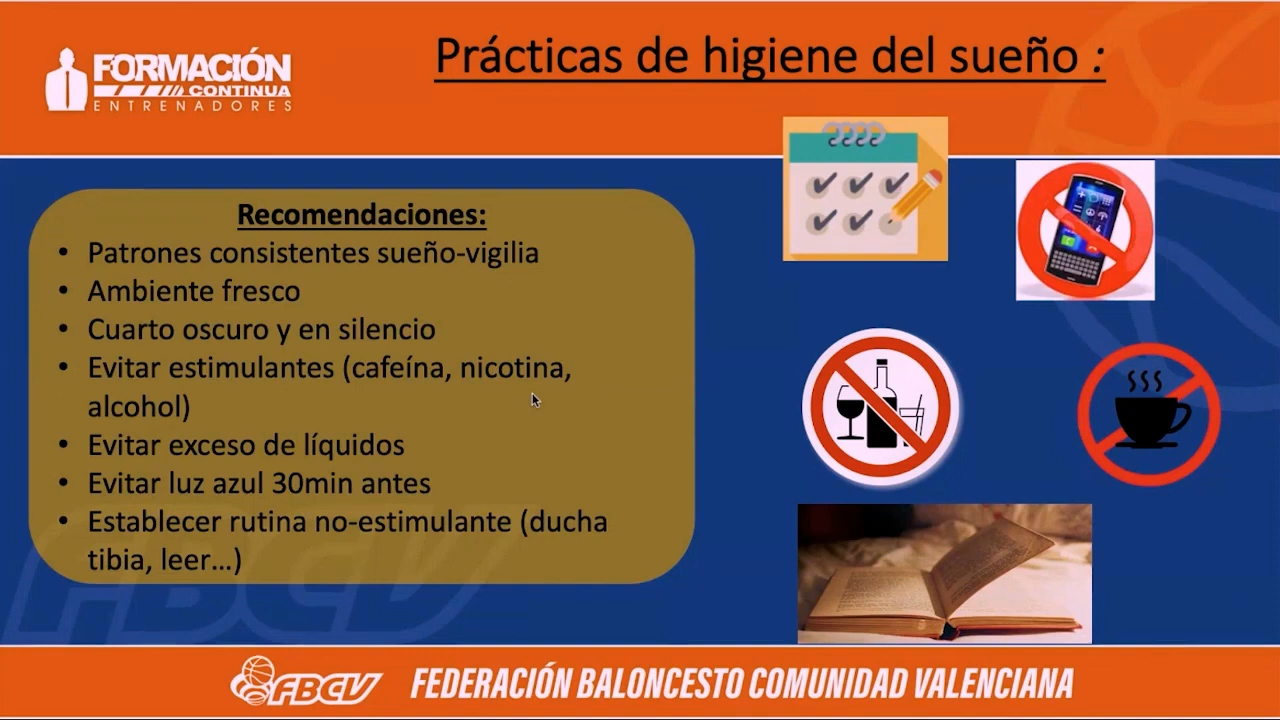 FORMACIÓN
CONTINUA
ENTRENADORES
Prácticas de higiene del sueño :
Recomendaciones:
• Patrones consistentes sueño-vigilia
• Ambiente fresco
• Cuarto oscuro y en silencio
• Evitar estimulantes (cafeína, nicotina,
alcohol)
• Evitar exceso de líquidos
• Evitar luz azul 30min antes
• Establecer rutina no-estimulante (ducha
tibia, leer...)
FBCV
FBCV
FEDERACIÓN BALONCESTO COMUNIDAD VALENCIANA